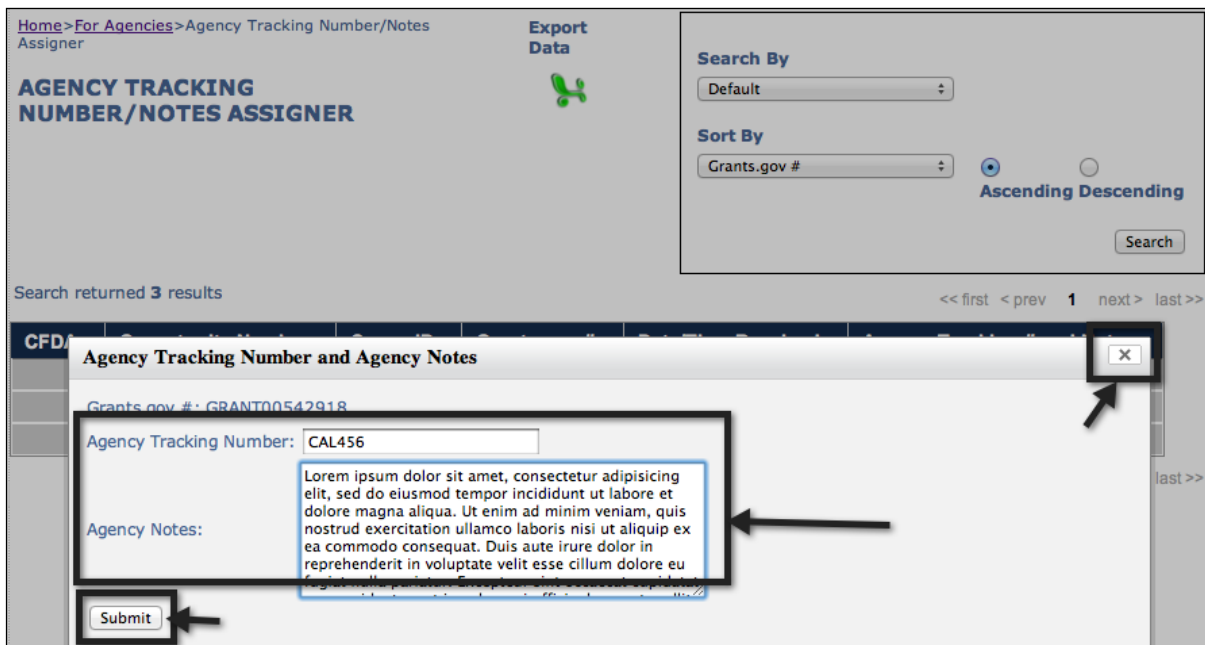 Home>For Agencies>Agency Tracking Number/Notes
Assigner
AGENCY TRACKING
NUMBER/NOTES ASSIGNER
Export
Data
Search By
Default
Sort By
Grants.gov #
Ascending Descending
Search
Search returned 3 results
<< first < prev 1 next > last >>
CFDA
Agency Tracking Number and Agency Notes
X
Grants.gov #: GRANT00542918
Agency Tracking Number: CAL456
last >>
Agency Notes:
Lorem ipsum dolor sit amet, consectetur adipisicing
elit, sed do eiusmod tempor incididunt ut labore et
dolore magna aliqua. Ut enim ad minim veniam, quis
nostrud exercitation ullamco laboris nisi ut aliquip ex
ea commodo consequat. Duis aute irure dolor in
reprehenderit in voluptate velit esse cillum dolore eu
Submit